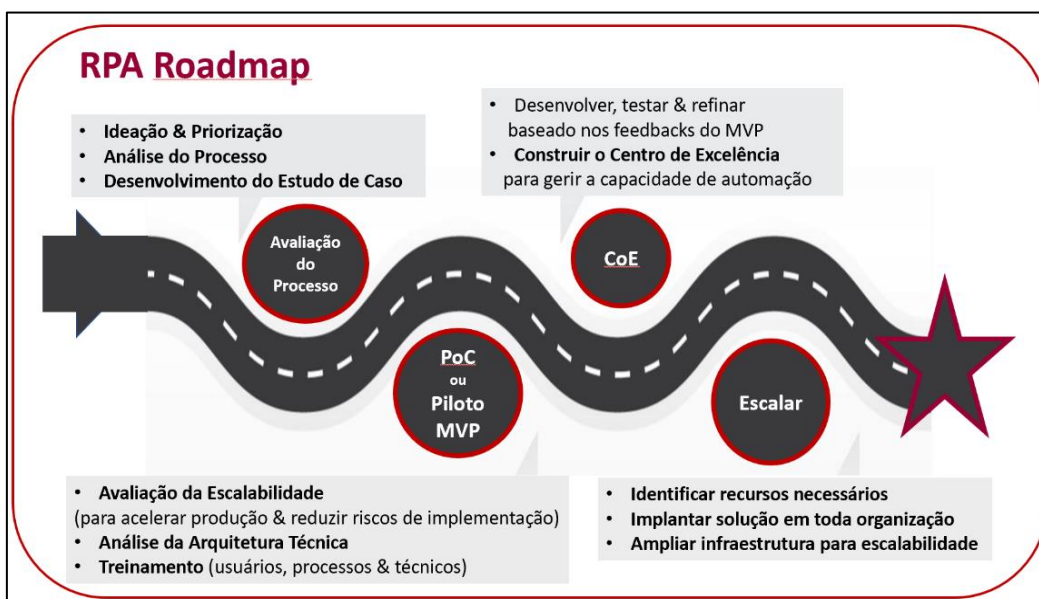 RPA Roadmap
• Ideação & Priorização
• Análise do Processo
• Desenvolvimento do Estudo de Caso
• Desenvolver, testar & refinar
baseado nos feedbacks do MVP
• Construir o Centro de Excelência
para gerir a capacidade de automação
Avaliação
do
Processo
CoE
PoC
ou
Piloto
MVP
Escalar
• Avaliação da Escalabilidade
(para acelerar produção & reduzir riscos de implementação)
• Análise da Arquitetura Técnica
• Treinamento (usuários, processos & técnicos)
• Identificar recursos necessários
• Implantar solução em toda organização
• Ampliar infraestrutura para escalabilidade